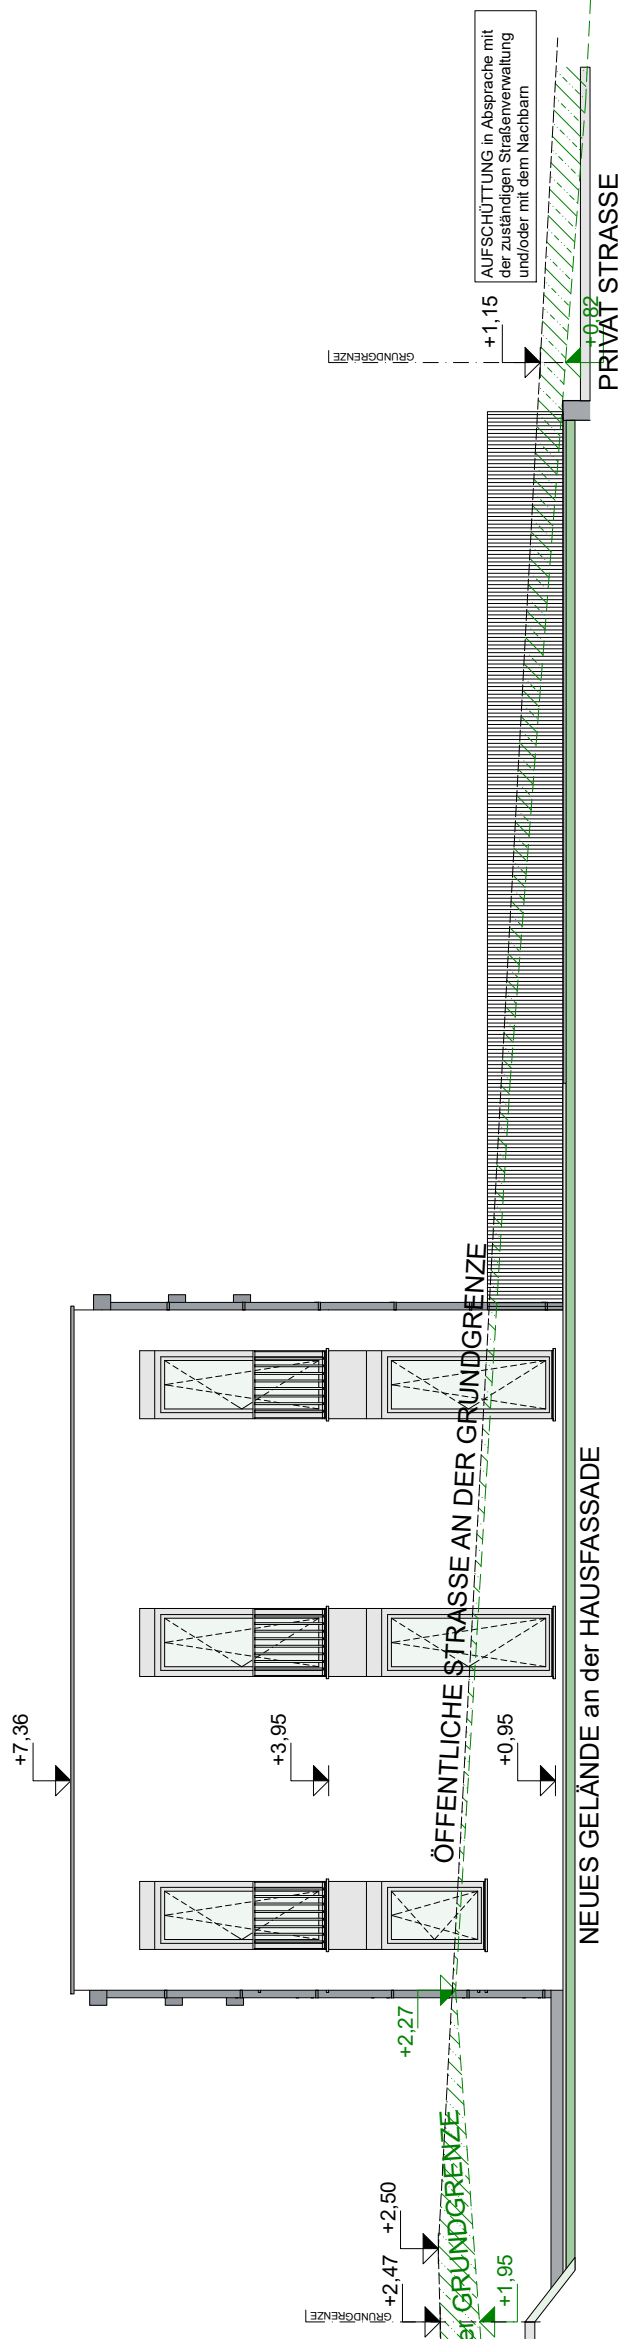 +7,36
+3,95
+0,95
+2,27
+2,50
+2,47
+1,95
GRUNDGRENZE
er GRUNDGRENZE
ÖFFENTLICHE STRASSE AN DER GRUNDGRENZE
NEUES GELÄNDE an der HAUSFASSADE
GRUNDGRENZE
+1,15
+0,82
AUFSCHÜTTUNG in Absprache mit
der zuständigen Straßenverwaltung
und/oder mit dem Nachbarn
PRIVAT STRASSE